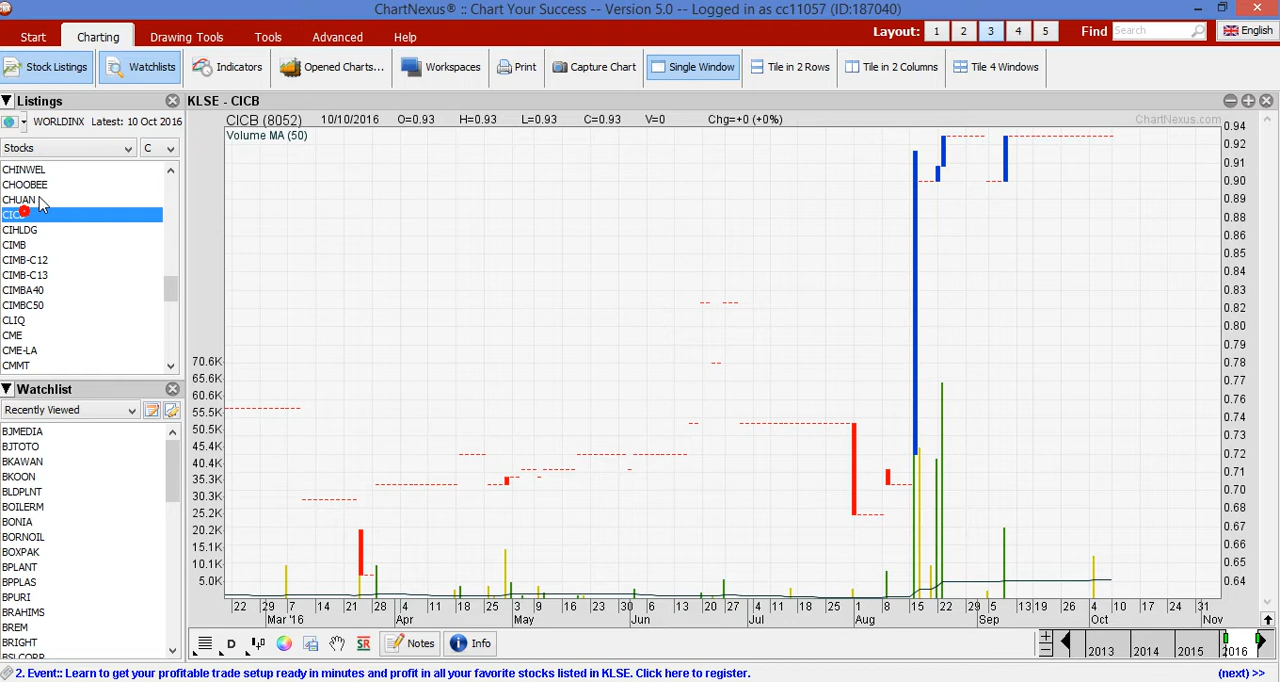 ChartNexus® :: Chart Your Success -- Version 5.0 -- Logged in as cc11057 (ID:187040)
Start Charting Drawing Tools Tools Advanced Help Layout: 1 2 3 4 5 Find Search English
Stock Listings Watchlists Indicators Opened Charts... Workspaces Print Capture Chart Single Window Tile in 2 Rows Tile in 2 Columns Tile 4 Windows
Listings
WORLDINX Latest: 10 Oct 2016
Stocks C
CHINWEL
CHOOBEE
CHUAN
CIHLDG
CIMB
CIMB-C12
CIMB-C13
CIMBA40
CIMBC50
CLIQ
CME
CME-LA
CMMT
Watchlist
Recently Viewed
BJMEDIA
BJTOTO
BKAWAN
BKOON
BLDPLNT
BOILERM
BONIA
BORNOIL
BOXPAK
BPLANT
BPPLAS
BPURI
BRAHIMS
BREM
BRIGHT
KLSE - CICB
CICB (8052) 10/10/2016 O=0.93 H=0.93 L=0.93 C=0.93 V=0 Chg=+0 (+0%) ChartNexus.com
Volume MA (50)
0.94
0.92
0.91
0.90
0.89
0.88
0.86
0.85
0.84
0.83
0.82
0.80
0.79
0.78
0.77
0.76
0.74
0.73
0.72
0.71
0.70
0.68
0.67
0.66
0.65
0.64
70.6K
65.6K
60.6K
55.5K
50.5K
45.4K
40.4K
35.3K
30.3K
25.2K
20.2K
15.1K
10.1K
5.0K
22 29 7 14 21 28 4 11 18 25 3 9 16 23 30 6 13 20 27 4 11 18 25 1 8 15 22 29 5 13 19 26 4 10 17 24 31
Mar '16 Apr May Jun Jul Aug Sep Oct Nov
D SR Notes Info
2013 2014 2015 2016
2. Event:: Learn to get your profitable trade setup ready in minutes and profit in all your favorite stocks listed in KLSE. Click here to register. (next) >>